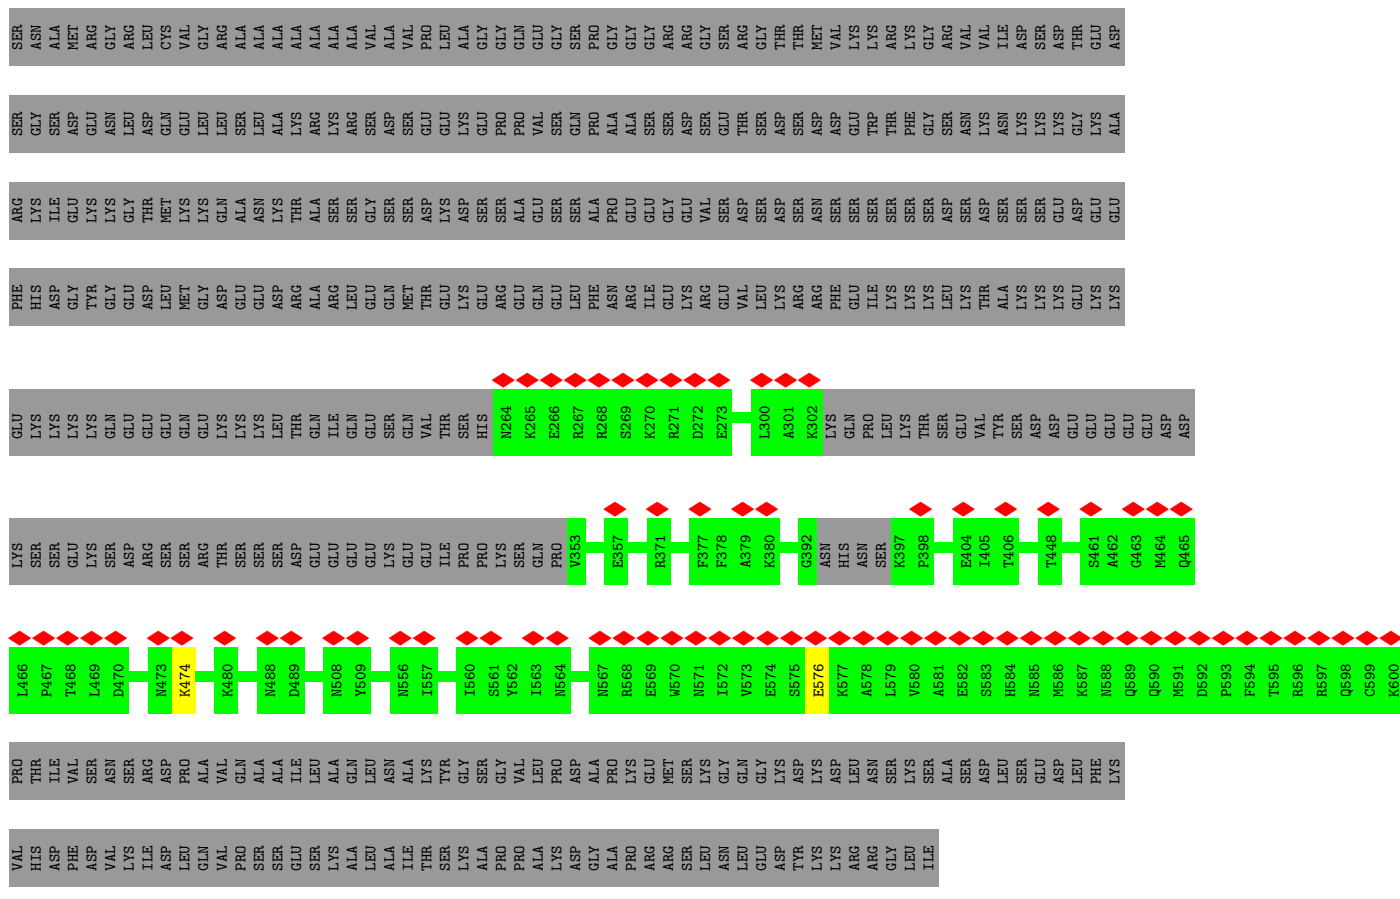 SER ASN ALA MET ARG GLY ARG LEU CYS VAL GLY ARG ALA ALA ALA ALA ALA ALA ALA VAL ALA VAL PRO LEU ALA GLY GLY GLN GLU GLY SER PRO GLY GLY GLY ARG ARG GLY SER ARG GLY THR THR MET VAL LYS LYS ARG LYS GLY ARG VAL VAL ILE ASP SER ASP THR GLU ASP
SER GLY SER ASP GLU ASN LEU ASP GLN GLU LEU LEU SER LEU ALA LYS ARG LYS ARG SER ASP SER GLU GLU LYS GLU PRO PRO VAL SER GLN PRO ALA ALA SER SER ASP SER GLU THR SER ASP SER ASP ASP GLU TRP THR PHE GLY SER ASN LYS ASN LYS LYS LYS GLY LYS ALA
ARG LYS ILE GLU LYS LYS GLY THR MET LYS LYS GLN ALA ASN LYS THR ALA SER SER GLY SER SER ASP LYS ASP SER SER ALA GLU SER SER ALA PRO GLU GLU GLY GLU VAL SER ASP SER ASP SER ASN SER SER SER SER SER SER ASP SER ASP SER SER SER GLU ASP GLU GLU
PHE HIS ASP GLY TYR GLY GLU ASP LEU MET GLY ASP GLU GLU ASP ARG ALA ARG LEU GLU GLN MET THR GLU LYS GLU ARG GLU GLN GLU LEU PHE ASN ARG ILE GLU LYS ARG GLU VAL LEU LYS ARG ARG PHE GLU ILE LYS LYS LYS LEU LYS THR ALA LYS LYS LYS GLU LYS LYS
GLU LYS LYS LYS LYS GLN GLU GLU GLU GLN GLU LYS LYS LYS LEU THR GLN ILE GLN GLU SER GLN VAL THR SER HIS N264 K265 E266 R267 R268 S269 K270 R271 D272 E273 L300 A301 K302 LYS GLN PRO LEU LYS THR SER GLU VAL TYR SER ASP ASP GLU GLU GLU GLU GLU ASP ASP
LYS SER SER GLU LYS SER ASP ARG SER SER ARG THR SER SER SER ASP GLU GLU GLU GLU LYS GLU GLU ILE PRO PRO LYS SER GLN PRO V353 E357 R371 F377 F378 A379 K380 G392 ASN HIS ASN SER K397 P398 E404 I405 T406 T448 S461 A462 G463 M464 Q465
L466 P467 T468 L469 D470 N473 K474 K480 N488 D489 N508 Y509 N556 I557 I560 S561 Y562 I563 N564 N567 R568 E569 W570 N571 I572 V573 E574 S575 E576 K577 A578 L579 V580 A581 E582 S583 H584 N585 M586 K587 N588 Q589 Q590 M591 D592 P593 F594 T595 R596 R597 Q598 C599 K600
PRO THR ILE VAL SER ASN SER ARG ASP PRO ALA VAL GLN ALA ALA ILE LEU ALA GLN LEU ASN ALA LYS TYR GLY SER GLY VAL LEU PRO ASP ALA PRO LYS GLU MET SER LYS GLY GLN GLY LYS ASP LYS ASP LEU ASN SER LYS SER ALA SER ASP LEU SER GLU ASP LEU PHE LYS
VAL HIS ASP PHE ASP VAL LYS ILE ASP LEU GLN VAL PRO SER SER GLU SER LYS ALA LEU ALA ILE THR SER LYS ALA PRO PRO ALA LYS ASP GLY ALA PRO ARG ARG SER LEU ASN LEU GLU ASP TYR LYS LYS ARG ARG GLY LEU ILE